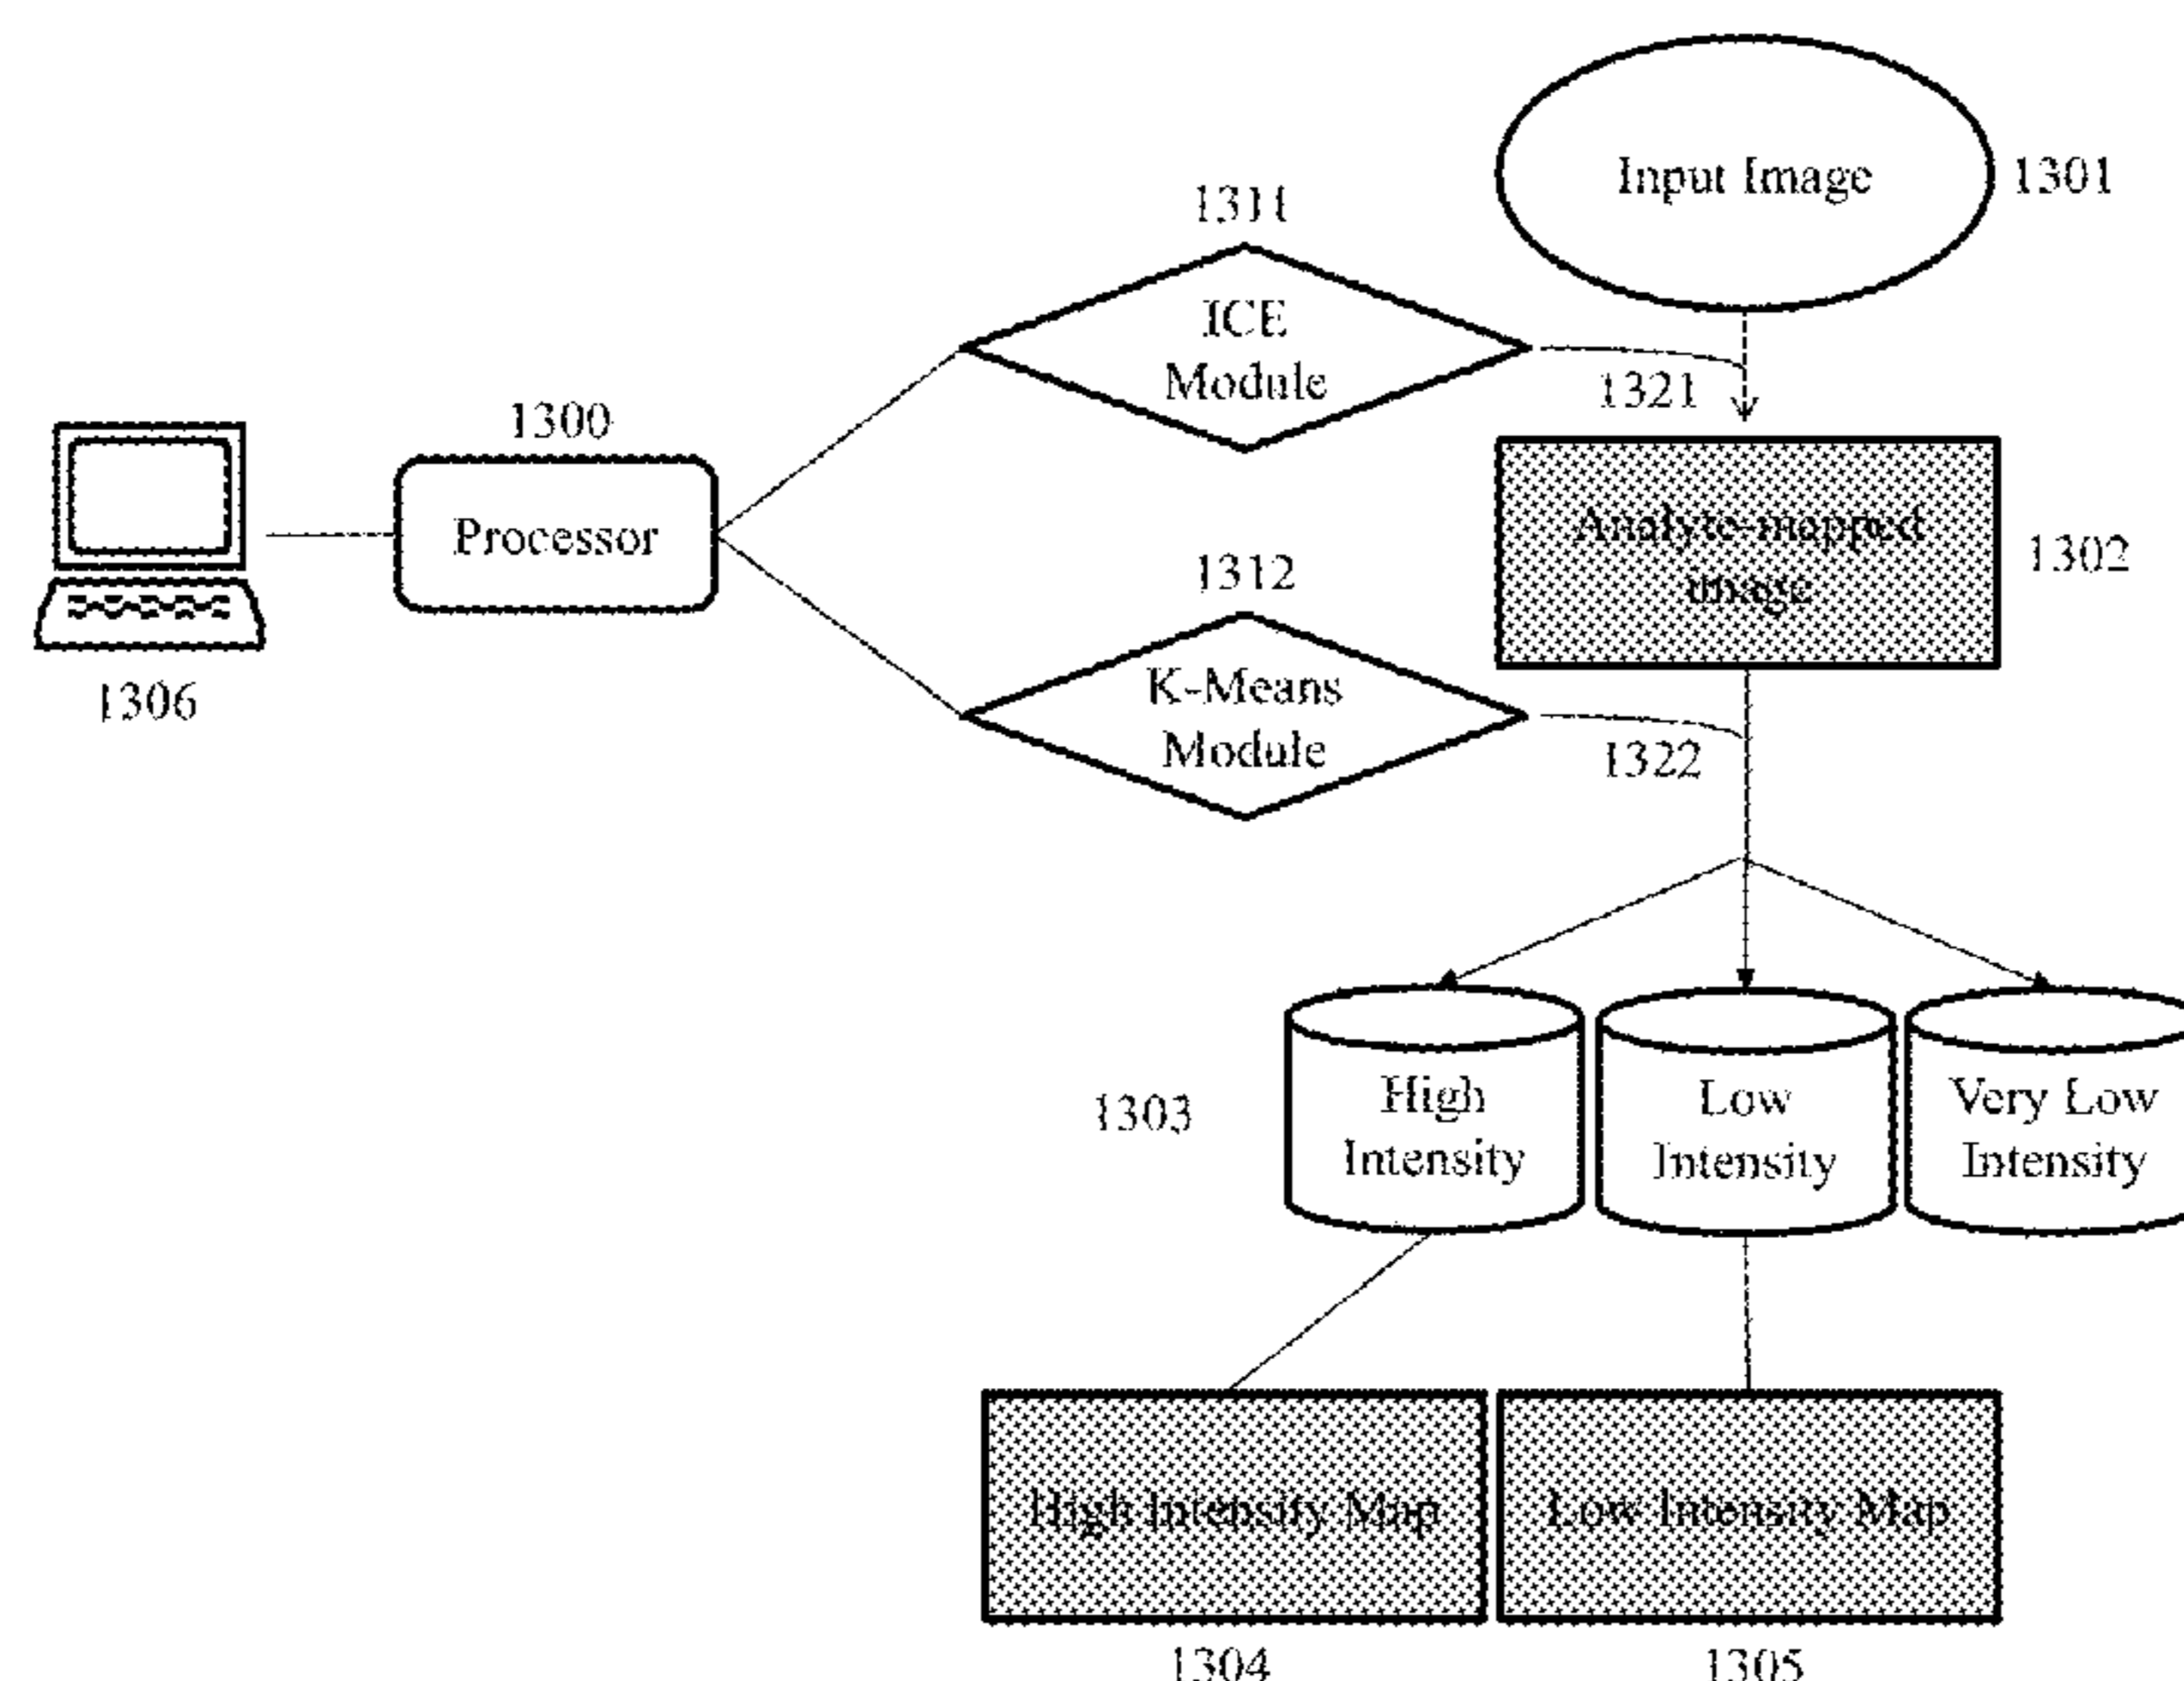 Input Image
1301
1311
ICE
Module
1321
1300
Processor
Analyte-mapped
image
1302
1312
K-Means
Module
1322
1306
1303
High
Intensity
Low
Intensity
Very Low
Intensity
High Intensity Map
Low Intensity Map
1304
1305